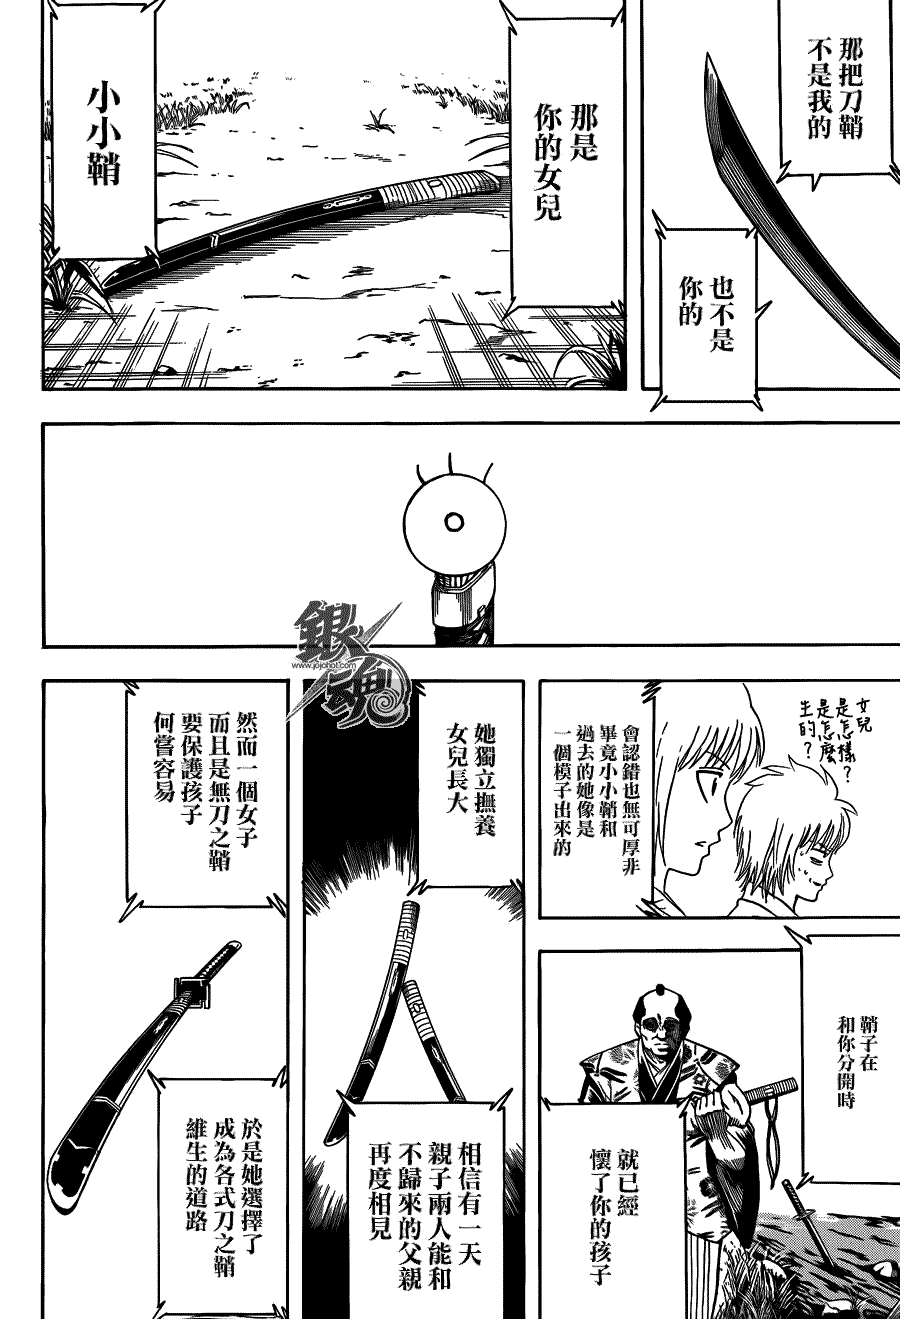 那把刀鞘
不是我的
也不是
你的
那是
你的女兒
小小鞘
銀魂
www.jojohot.com
女兒
是怎樣
是怎麼
生的？
？
會認錯也無可厚非
畢竟小小鞘和
過去的她像是
一個模子出來的
鞘子在
和你分開時
就已經
懷了你的孩子
她獨立撫養
女兒長大
相信有一天
親子兩人能和
不歸來的父親
再度相見
然而一個女子
而且是無刀之鞘
要保護孩子
何嘗容易
於是她選擇了
成為各式刀之鞘
維生的道路